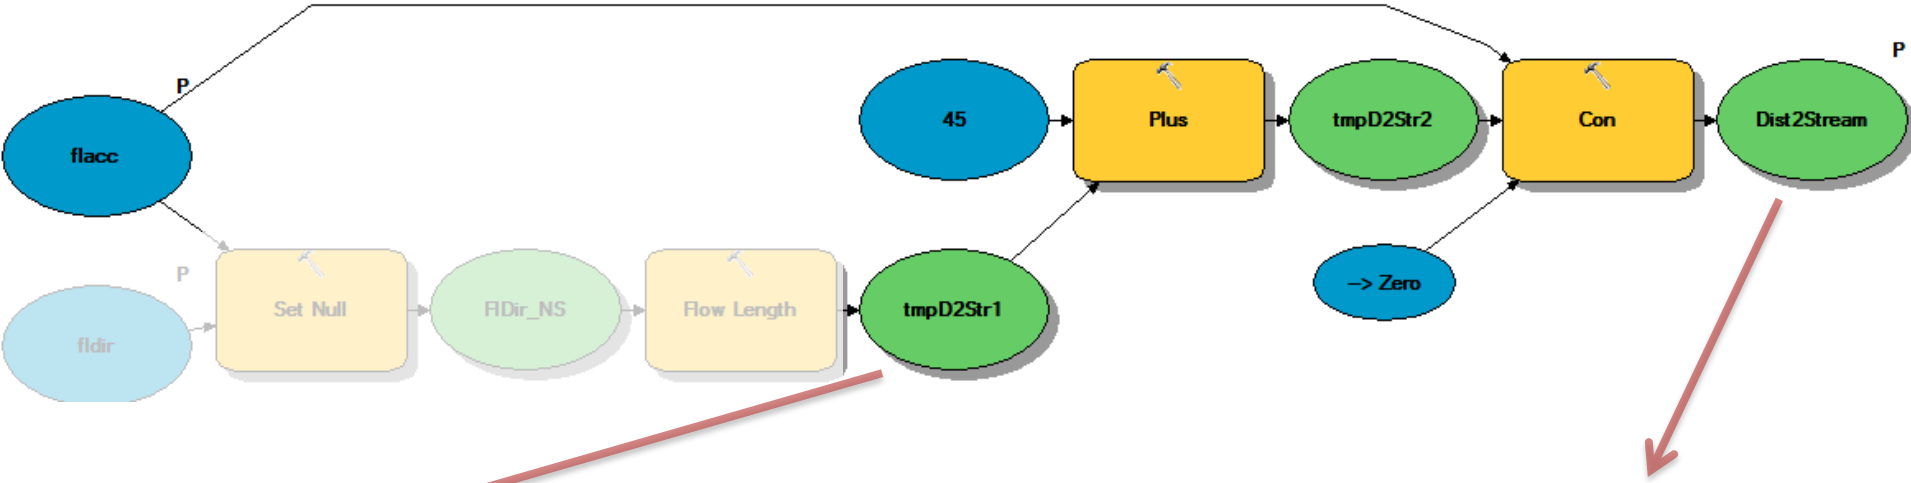 P
P
flacc
45
Plus
tmpD2Str2
Con
Dist2Stream
P
fldir
Set Null
FlDir_NS
Flow Length
tmpD2Str1
--> Zero